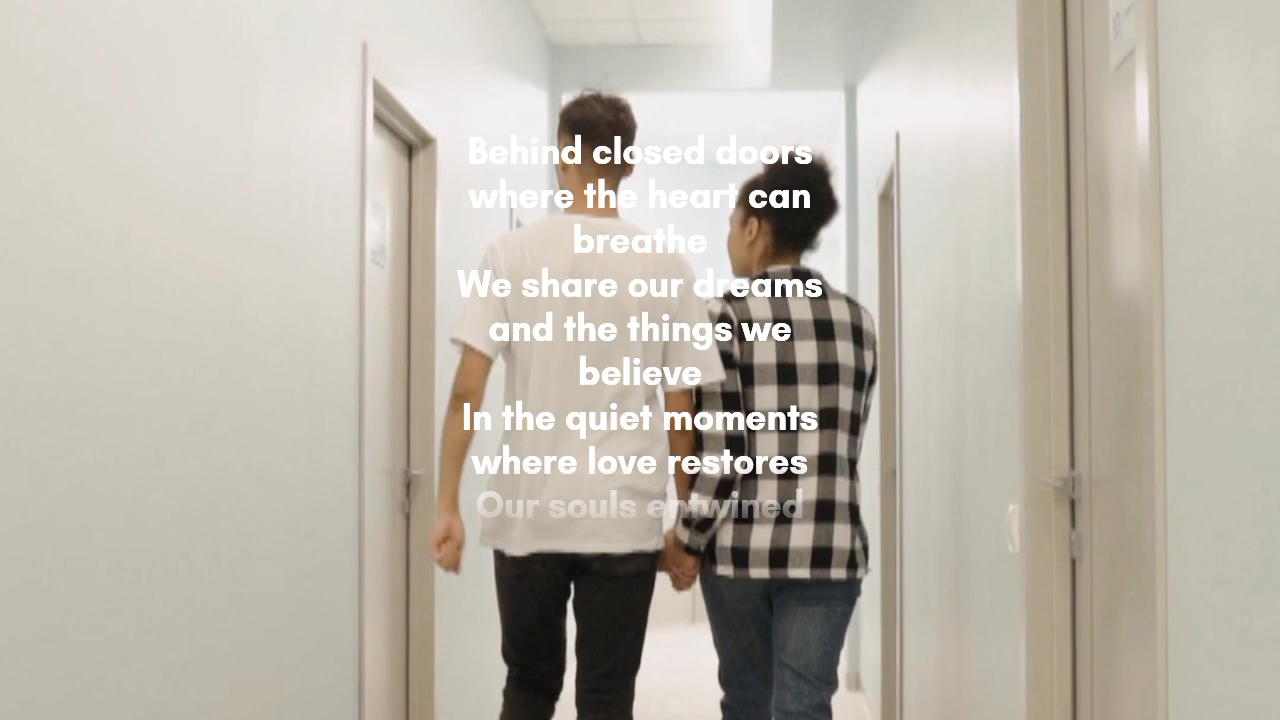 Behind closed doors
where the heart can
breathe
We share our dreams
and the things we
believe
In the quiet moments
where love restores
Our souls entwined